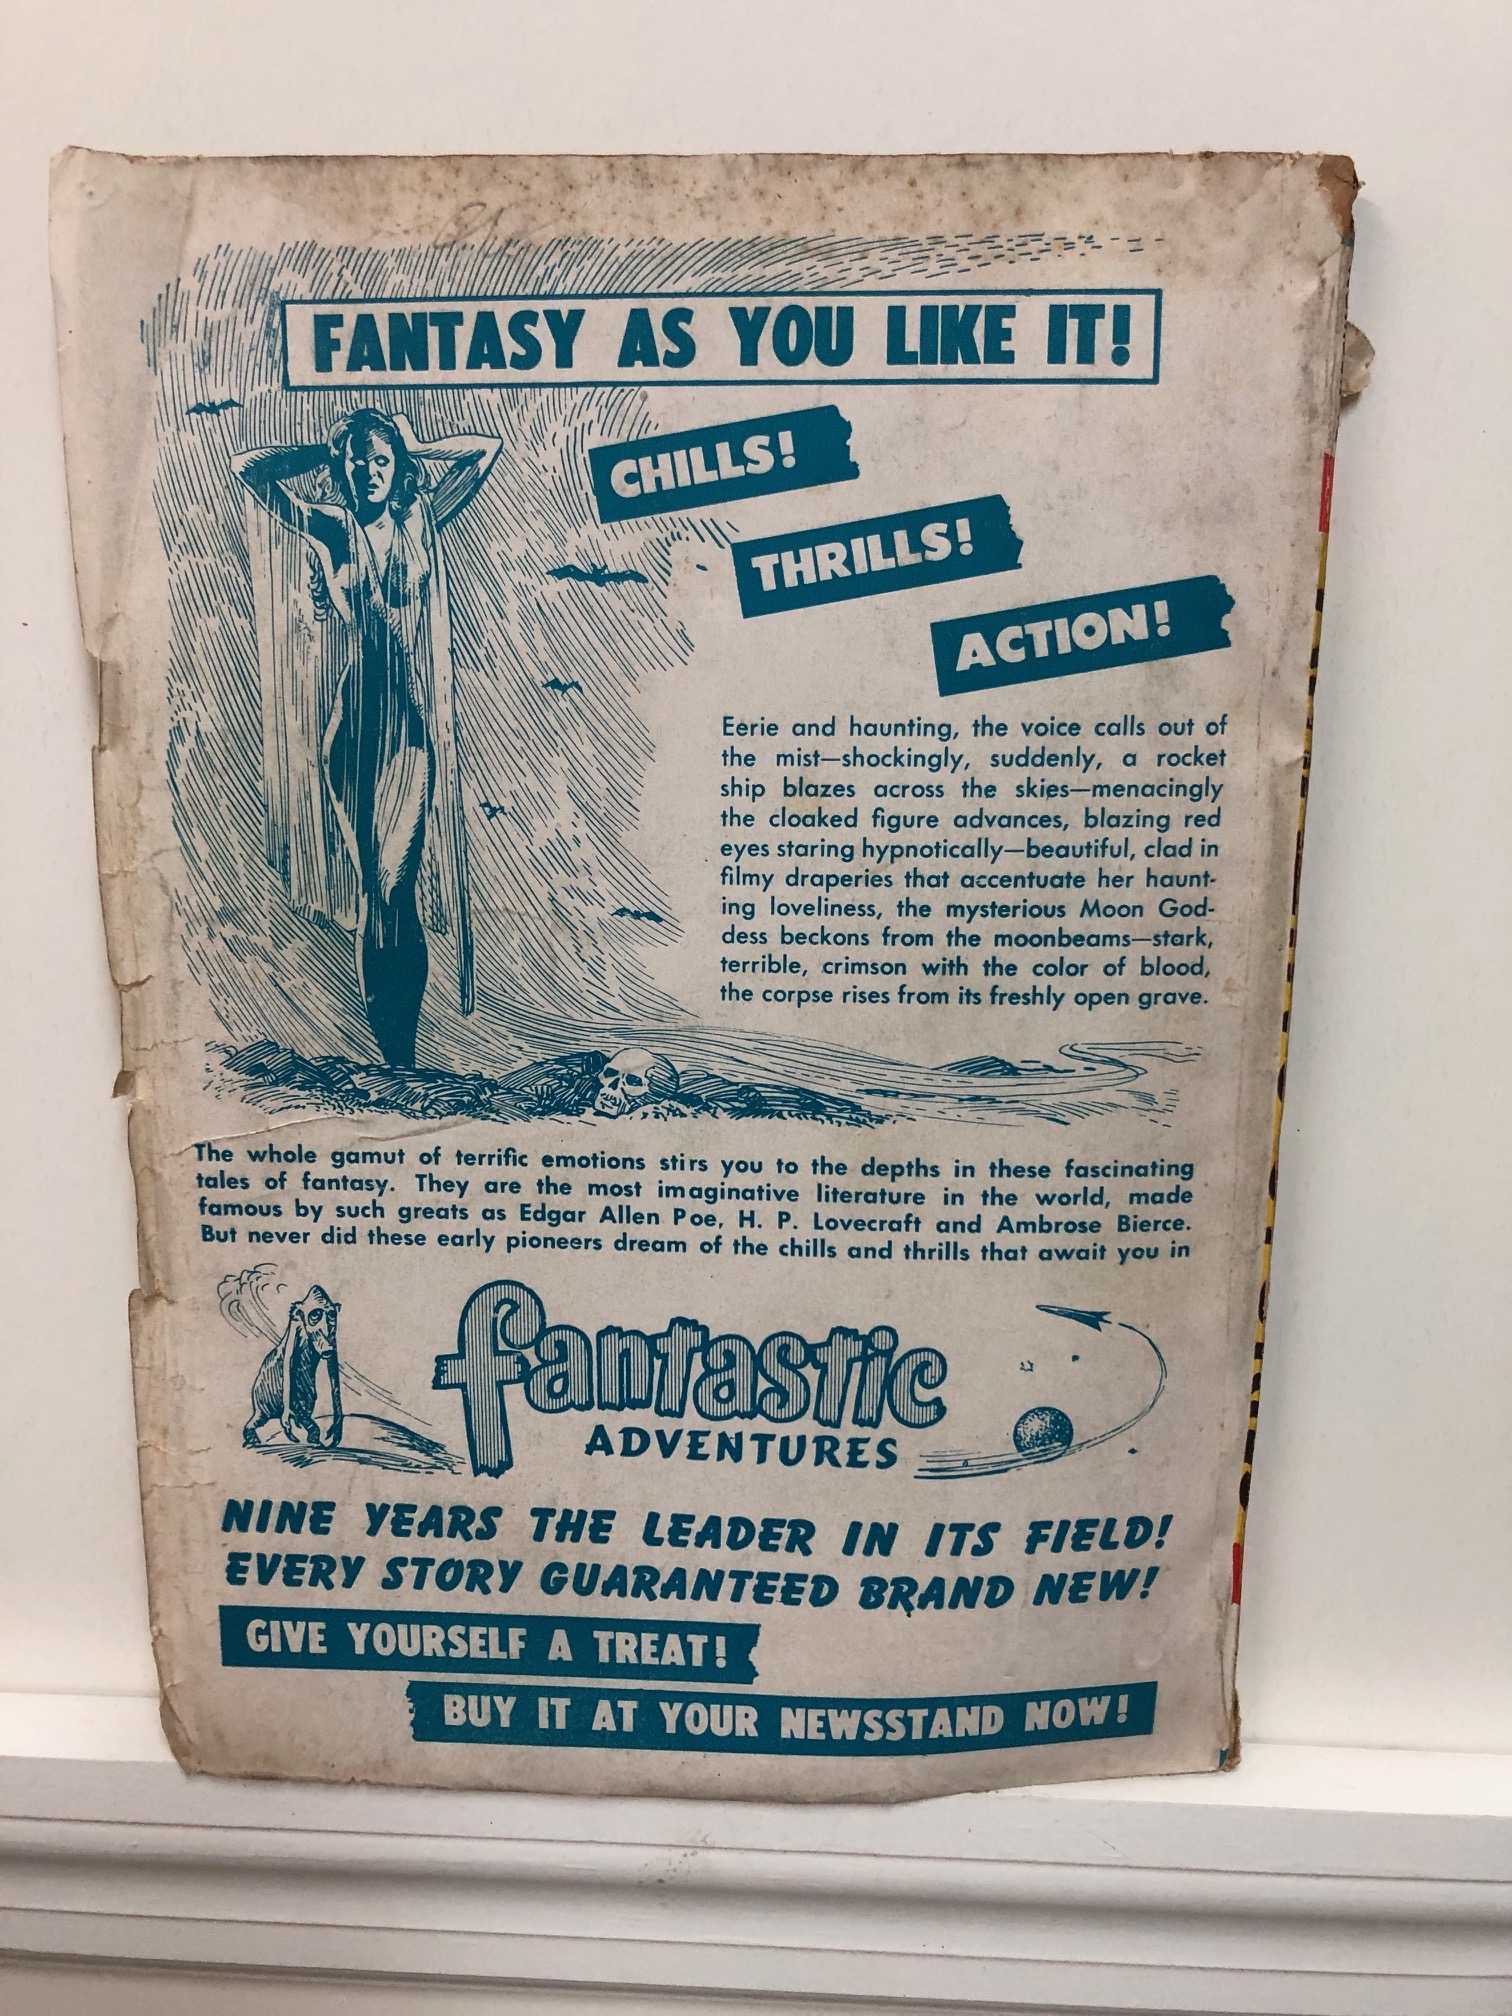 FANTASY AS YOU LIKE IT!
CHILLS!
THRILLS!
ACTION!
Eerie and haunting, the voice calls out of
the mist—shockingly, suddenly, a rocket
ship blazes across the skies—menacingly
the cloaked figure advances, blazing red
eyes staring hypnotically—beautiful, clad in
filmy draperies that accentuate her haunt-
ing loveliness, the mysterious Moon God-
dess beckons from the moonbeams—stark,
terrible, crimson with the color of blood,
the corpse rises from its freshly open grave.
The whole gamut of terrific emotions stirs you to the depths in these fascinating
tales of fantasy. They are the most imaginative literature in the world, made
famous by such greats as Edgar Allen Poe, H. P. Lovecraft and Ambrose Bierce.
But never did these early pioneers dream of the chills and thrills that await you in
fantastic
ADVENTURES
NINE YEARS THE LEADER IN ITS FIELD!
EVERY STORY GUARANTEED BRAND NEW!
GIVE YOURSELF A TREAT!
BUY IT AT YOUR NEWSSTAND NOW!